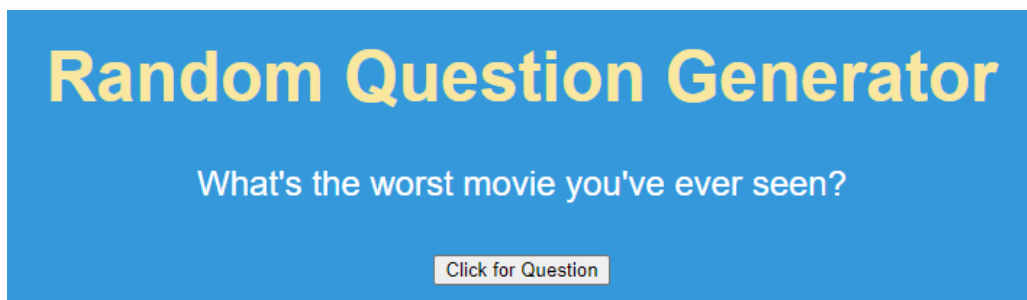 Random Question Generator
What's the worst movie you've ever seen?
Click for Question